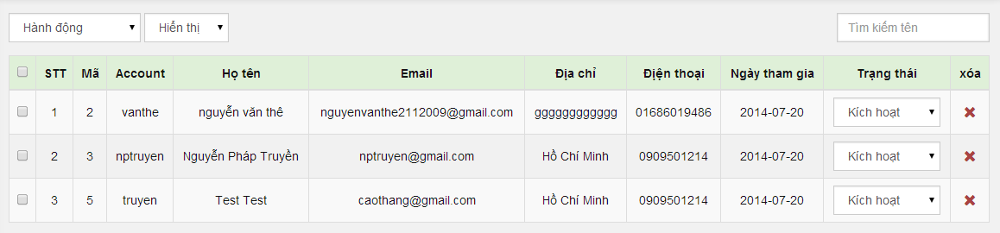 Hành động Hiển thị Tìm kiếm tên
STT Mã Account Họ tên Email Địa chỉ Điện thoại Ngày tham gia Trạng thái xóa
1 2 vanthe nguyễn văn thê nguyenvanthe2112009@gmail.com gggggggggggg 01686019486 2014-07-20 Kích hoạt
2 3 nptruyen Nguyễn Pháp Truyền nptruyen@gmail.com Hồ Chí Minh 0909501214 2014-07-20 Kích hoạt
3 5 truyen Test Test caothang@gmail.com Hồ Chí Minh 0909501214 2014-07-20 Kích hoạt